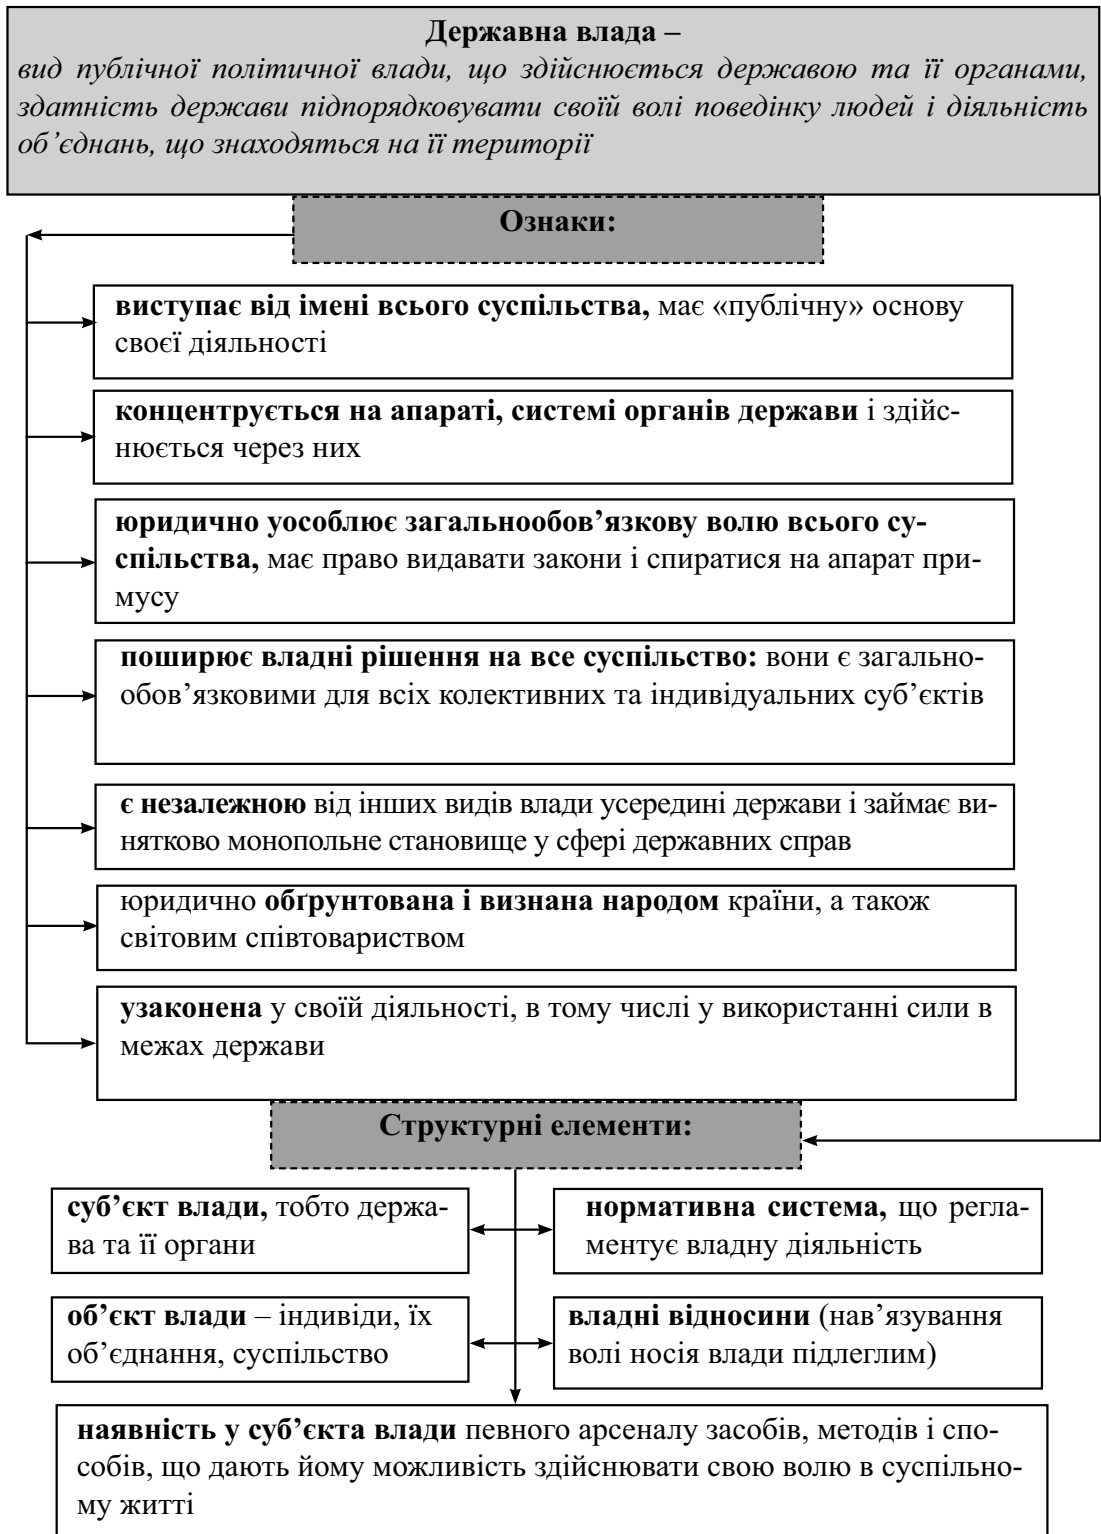 Державна влада –
вид публічної політичної влади, що здійснюється державою та її органами,
здатність держави підпорядковувати своїй волі поведінку людей і діяльність
об’єднань, що знаходяться на її території
Ознаки:
виступає від імені всього суспільства, має «публічну» основу
своєї діяльності
концентрується на апараті, системі органів держави і здійс-
нюється через них
юридично уособлює загальнообов’язкову волю всього су-
спільства, має право видавати закони і спиратися на апарат при-
мусу
поширює владні рішення на все суспільство: вони є загально-
обов’язковими для всіх колективних та індивідуальних суб’єктів
є незалежною від інших видів влади усередині держави і займає ви-
нятково монопольне становище у сфері державних справ
юридично обґрунтована і визнана народом країни, а також
світовим співтовариством
узаконена у своїй діяльності, в тому числі у використанні сили в
межах держави
Структурні елементи:
суб’єкт влади, тобто держа-
ва та її органи
нормативна система, що регла-
ментує владну діяльність
об’єкт влади – індивіди, їх
об’єднання, суспільство
владні відносини (нав’язування
волі носія влади підлеглим)
наявність у суб’єкта влади певного арсеналу засобів, методів і спо-
собів, що дають йому можливість здійснювати свою волю в суспільно-
му житті